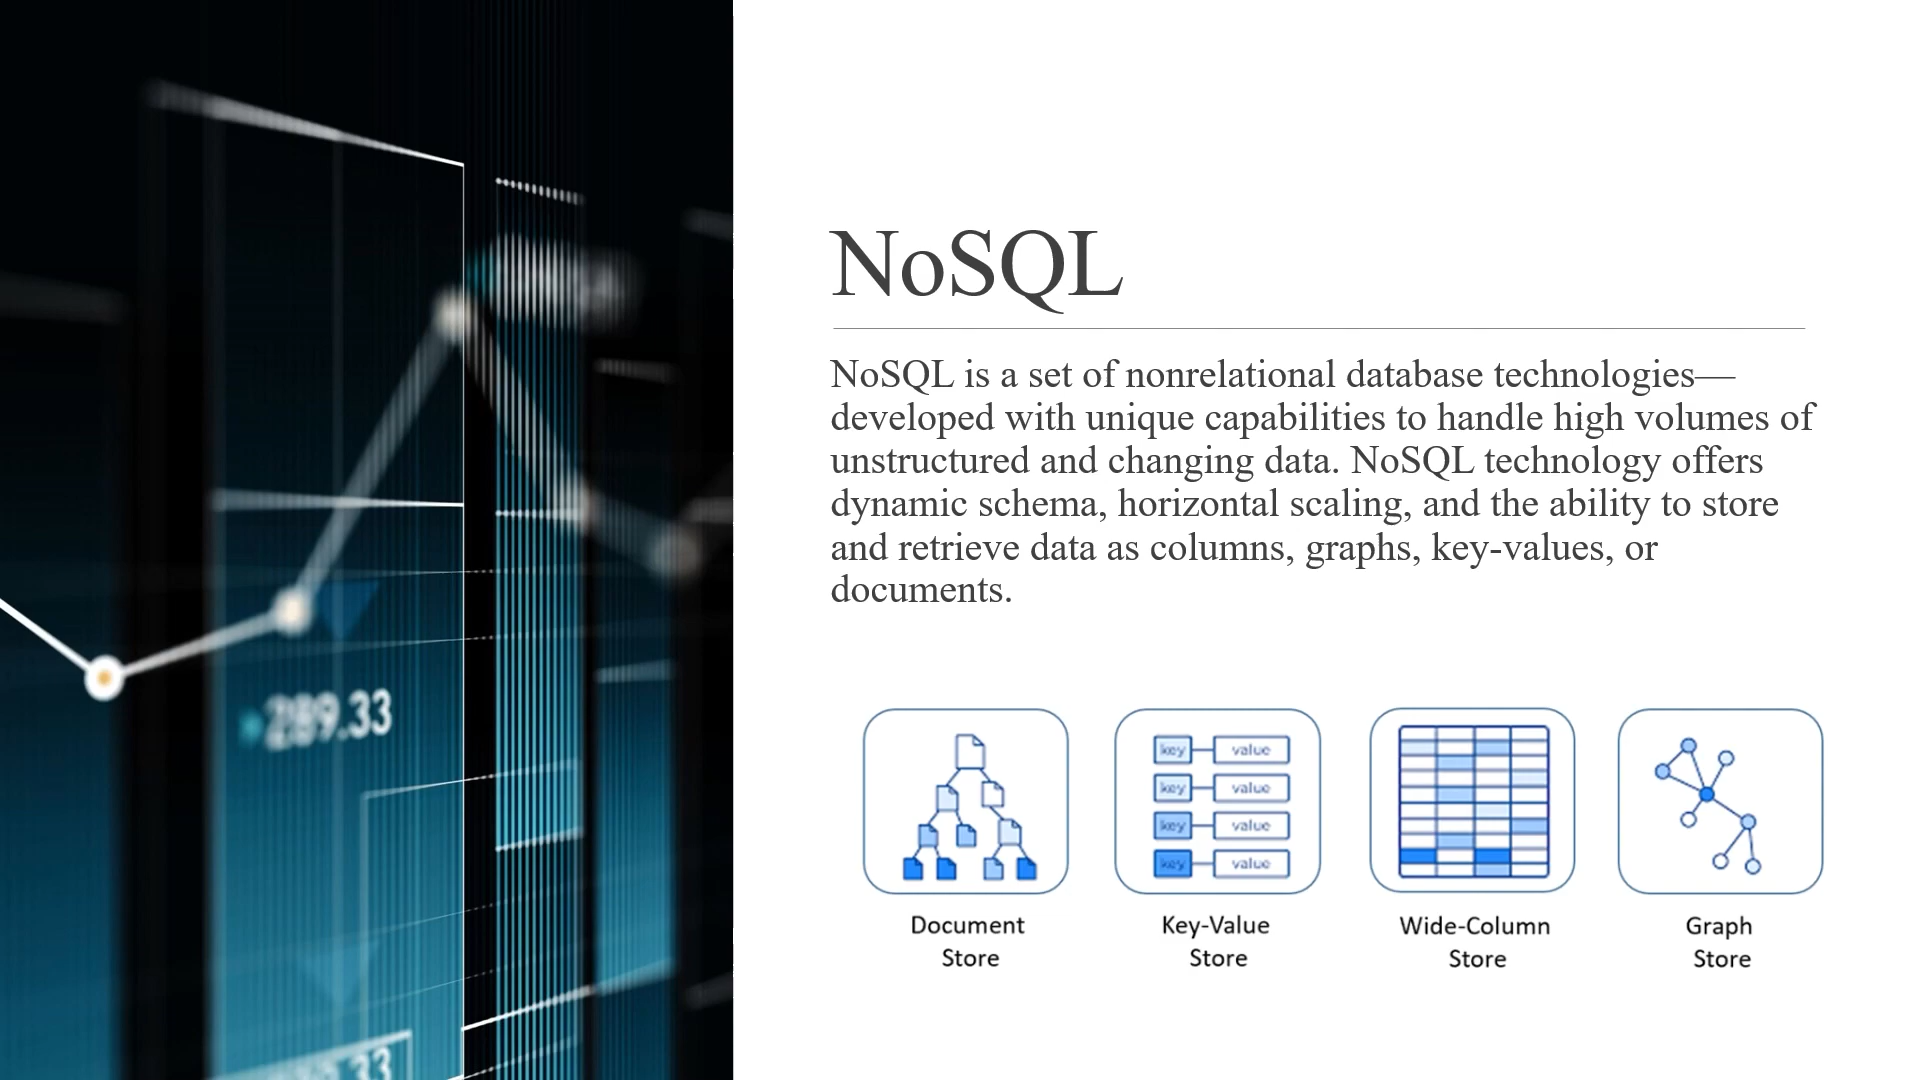 NoSQL
NoSQL is a set of nonrelational database technologies—
developed with unique capabilities to handle high volumes of
unstructured and changing data. NoSQL technology offers
dynamic schema, horizontal scaling, and the ability to store
and retrieve data as columns, graphs, key-values, or
documents.
289.33
key value
key value
key value
key value
Document
Store
Key-Value
Store
Wide-Column
Store
Graph
Store